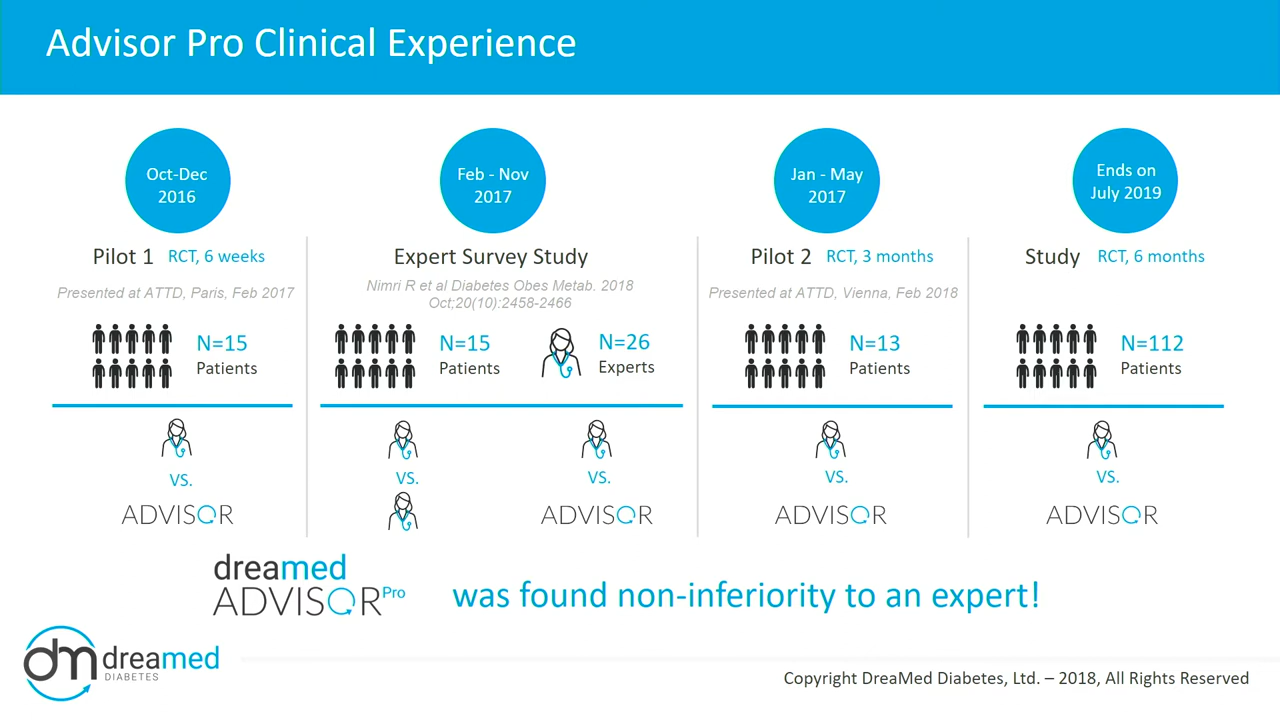 Advisor Pro Clinical Experience
Oct-Dec
2016
Pilot 1 RCT, 6 weeks
Presented at ATTD, Paris, Feb 2017
N=15
Patients
VS.
ADVISOR
Feb - Nov
2017
Expert Survey Study
Nimri R et al Diabetes Obes Metab. 2018
Oct;20(10):2458-2466
N=15
Patients
N=26
Experts
VS.
VS.
ADVISOR
Jan - May
2017
Pilot 2 RCT, 3 months
Presented at ATTD, Vienna, Feb 2018
N=13
Patients
VS.
ADVISOR
Ends on
July 2019
Study RCT, 6 months
N=112
Patients
VS.
ADVISOR
dreamed
ADVISOR Pro
was found non-inferiority to an expert!
dm dreamed
DIABETES
Copyright DreaMed Diabetes, Ltd. – 2018, All Rights Reserved